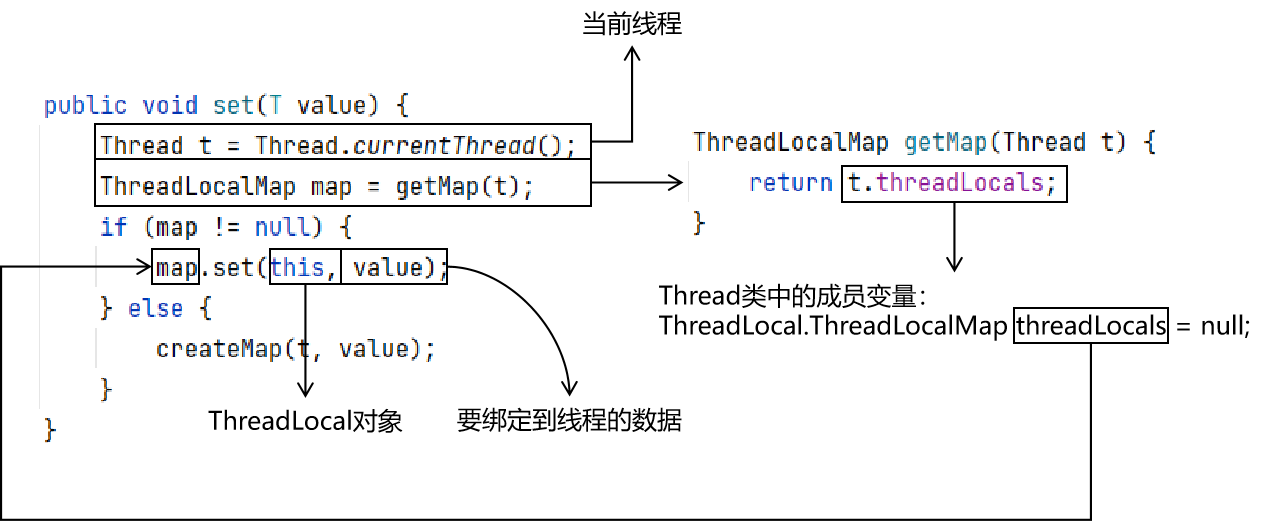 当前线程
public void set(T value) {
Thread t = Thread.currentThread();
ThreadLocalMap map = getMap(t);
if (map != null) {
map.set(this, value);
} else {
createMap(t, value);
}
}
ThreadLocal对象
要绑定到线程的数据
ThreadLocalMap getMap(Thread t) {
return t.threadLocals;
}
Thread类中的成员变量：
ThreadLocal.ThreadLocalMap threadLocals = null;